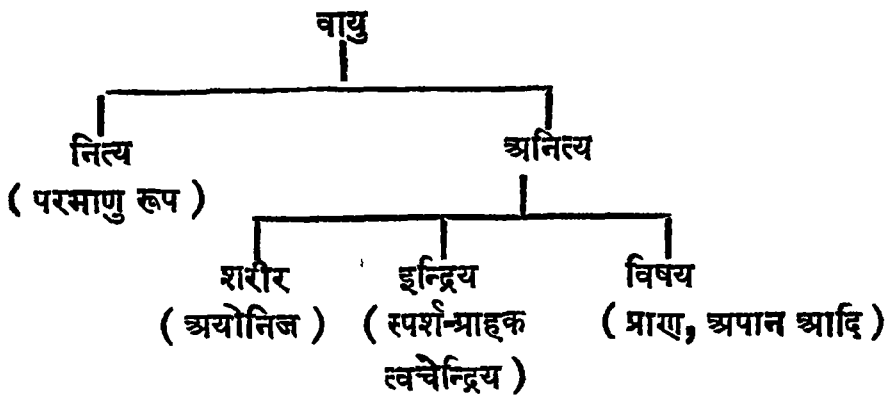 वायु
नित्य अनित्य
( परमाणु रूप )
शरीर इन्द्रिय विषय
( अयोनिज ) ( स्पर्श-ग्राहक ( प्राण, अपान आदि )
त्वचेन्द्रिय )